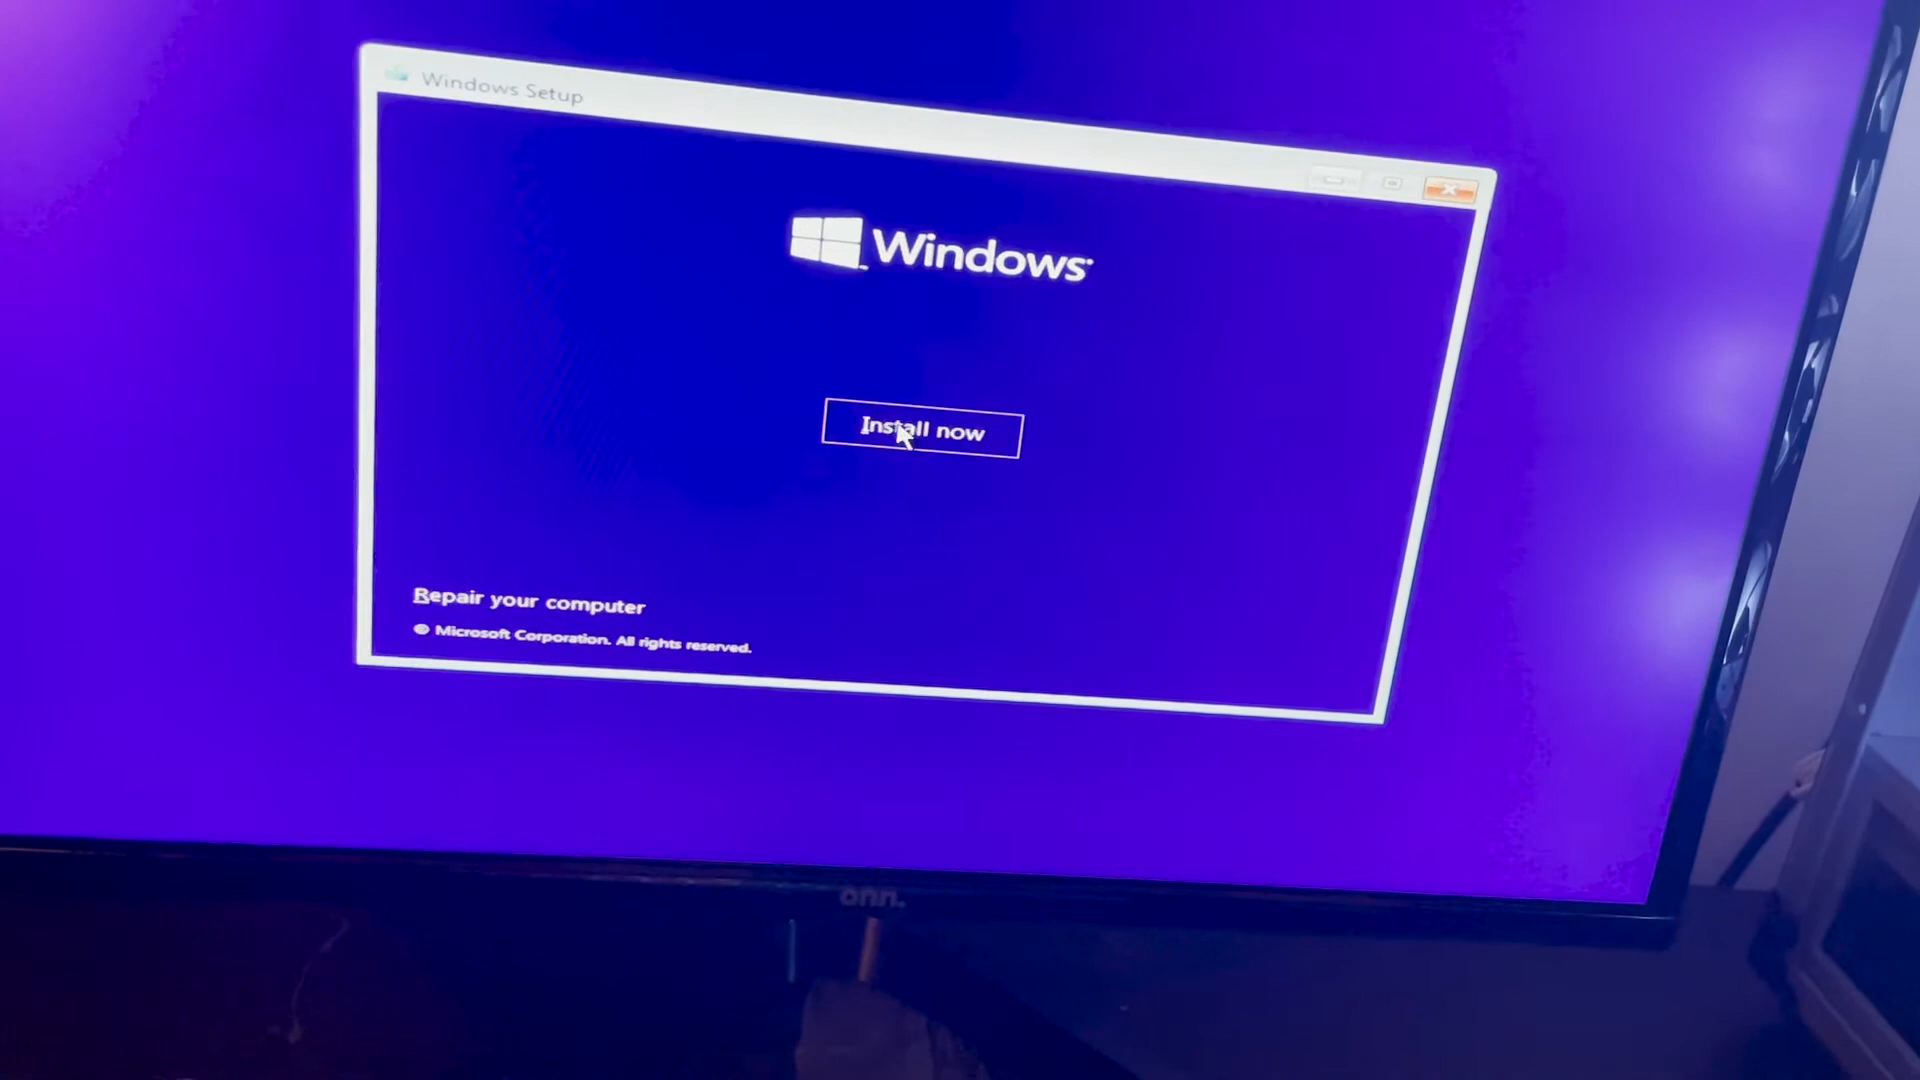 Windows Setup
Windows
Install now
Repair your computer
© Microsoft Corporation. All rights reserved.
onn.